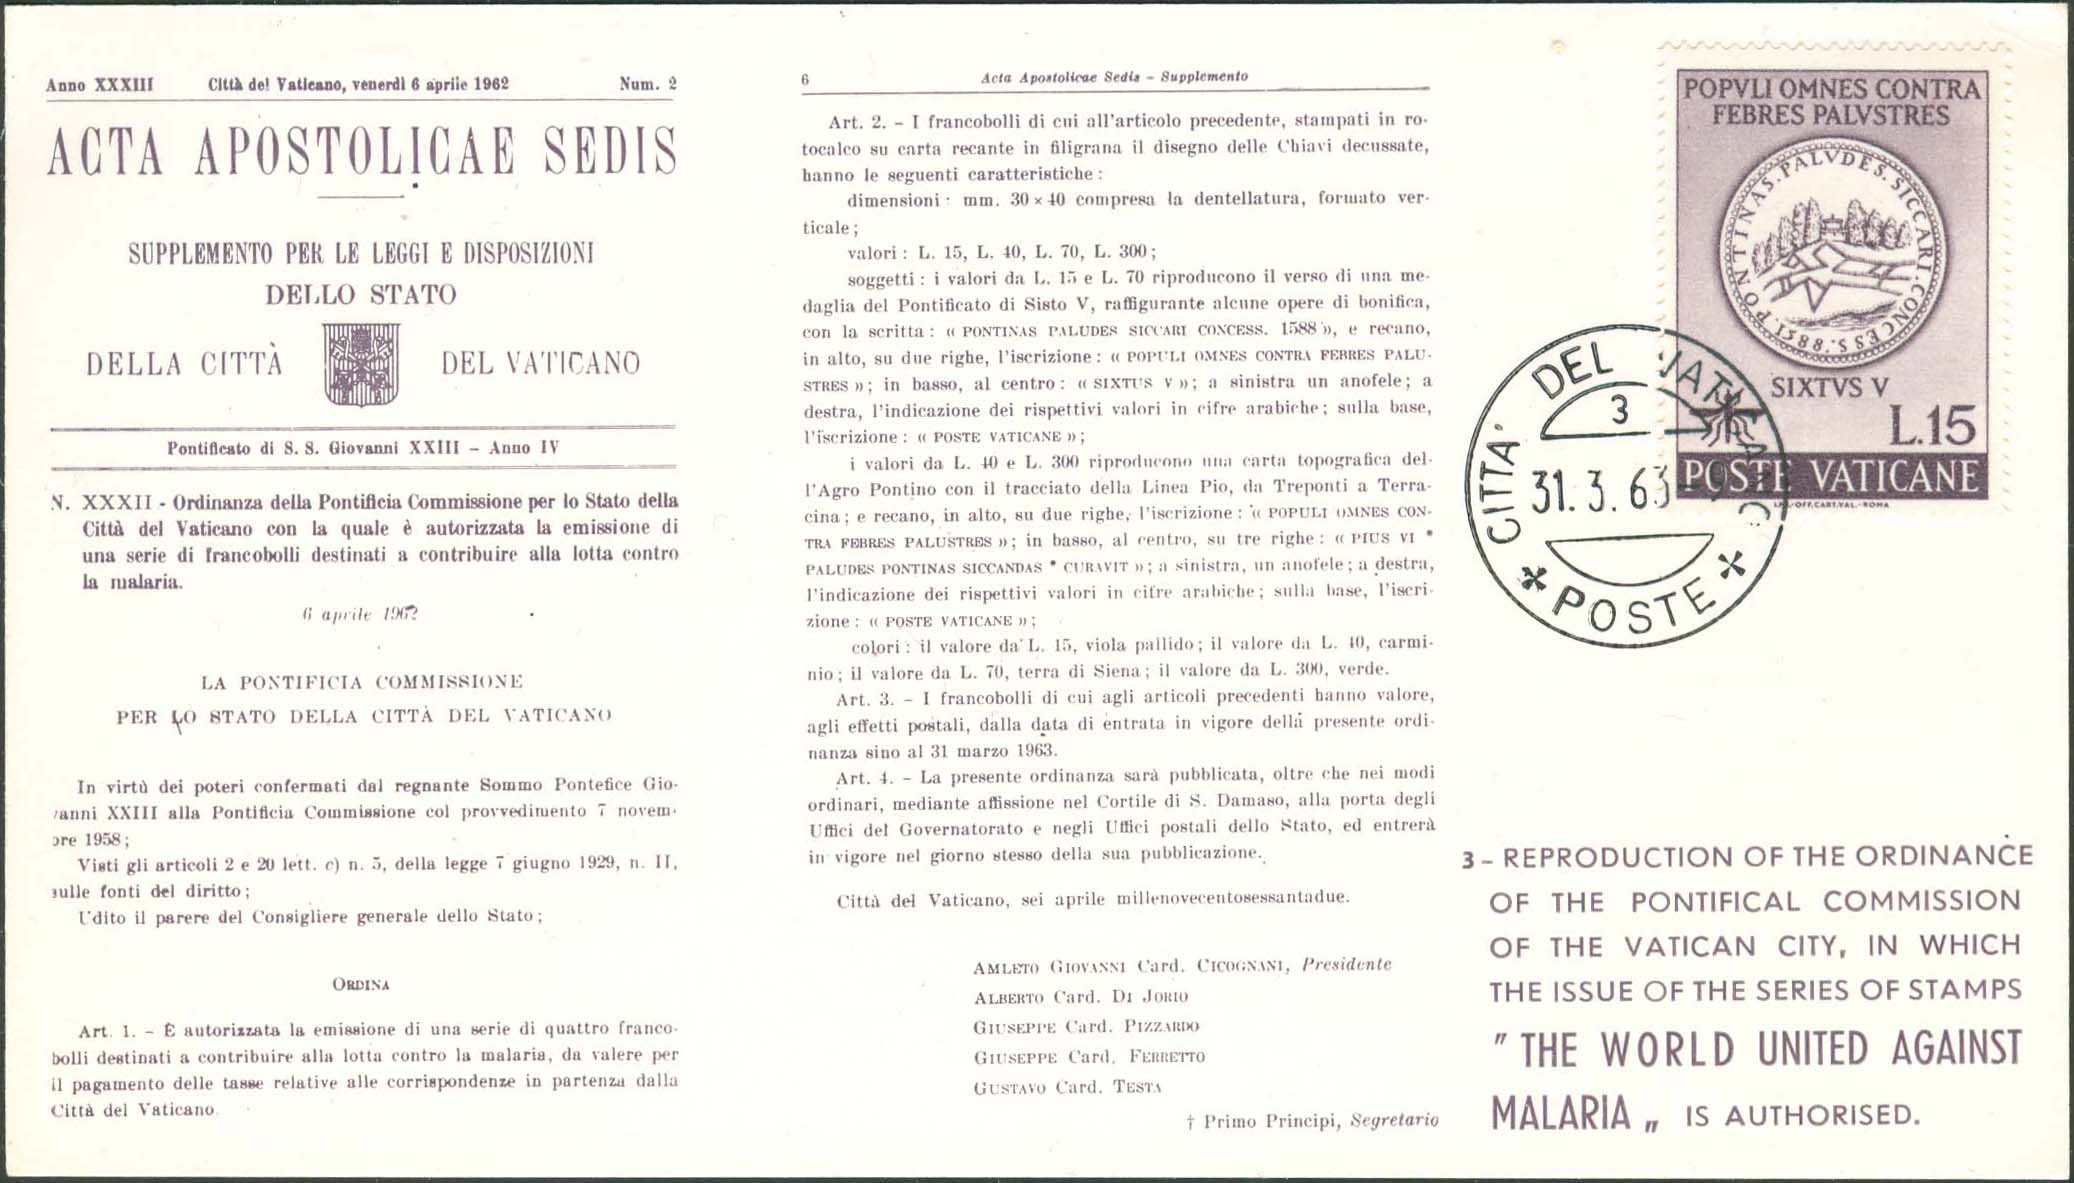 Anno XXXIII Città del Vaticano, venerdì 6 aprile 1962 Num. 2
ACTA APOSTOLICAE SEDIS
SUPPLEMENTO PER LE LEGGI E DISPOSIZIONI
DELLO STATO
DELLA CITTÀ DEL VATICANO
Pontificato di S. S. Giovanni XXIII – Anno IV
N. XXXII - Ordinanza della Pontificia Commissione per lo Stato della
Città del Vaticano con la quale è autorizzata la emissione di
una serie di francobolli destinati a contribuire alla lotta contro
la malaria.
6 aprile 1962
LA PONTIFICIA COMMISSIONE
PER LO STATO DELLA CITTÀ DEL VATICANO
In virtù dei poteri confermati dal regnante Sommo Pontefice Gio-
vanni XXIII alla Pontificia Commissione col provvedimento 7 novem-
bre 1958;
Visti gli articoli 2 e 20 lett. c) n. 5, della legge 7 giugno 1929, n. II,
sulle fonti del diritto;
Udito il parere del Consigliere generale dello Stato;
ORDINA
Art. 1. – È autorizzata la emissione di una serie di quattro franco-
bolli destinati a contribuire alla lotta contro la malaria, da valere per
il pagamento delle tasse relative alle corrispondenze in partenza dalla
Città del Vaticano.
6 Acta Apostolicae Sedis – Supplemento
Art. 2. – I francobolli di cui all'articolo precedente, stampati in ro-
tocalco su carta recante in filigrana il disegno delle Chiavi decussate,
hanno le seguenti caratteristiche:
dimensioni: mm. 30 × 40 compresa la dentellatura, formato ver-
ticale;
valori: L. 15, L. 40, L. 70, L. 300;
soggetti: i valori da L. 15 e L. 70 riproducono il verso di una me-
daglia del Pontificato di Sisto V, raffigurante alcune opere di bonifica,
con la scritta: « PONTINAS PALUDES SICCARI CONCESS. 1588 », e recano,
in alto, su due righe, l'iscrizione: « POPULI OMNES CONTRA FEBRES PALU-
STRES »; in basso, al centro: « SIXTUS V »; a sinistra un anofele; a
destra, l'indicazione dei rispettivi valori in cifre arabiche; sulla base,
l'iscrizione: « POSTE VATICANE »;
i valori da L. 40 e L. 300 riproducono una carta topografica del-
l'Agro Pontino con il tracciato della Linea Pio, da Treponti a Terra-
cina; e recano, in alto, su due righe, l'iscrizione: « POPULI OMNES CON-
TRA FEBRES PALUSTRES »; in basso, al centro, su tre righe: « PIUS VI *
PALUDES PONTINAS SICCANDAS * CURAVIT »; a sinistra, un anofele; a destra,
l'indicazione dei rispettivi valori in cifre arabiche; sulla base, l'iscri-
zione: « POSTE VATICANE »;
colori: il valore da L. 15, viola pallido; il valore da L. 40, carmi-
nio; il valore da L. 70, terra di Siena; il valore da L. 300, verde.
Art. 3. – I francobolli di cui agli articoli precedenti hanno valore,
agli effetti postali, dalla data di entrata in vigore della presente ordi-
nanza sino al 31 marzo 1963.
Art. 4. – La presente ordinanza sarà pubblicata, oltre che nei modi
ordinari, mediante affissione nel Cortile di S. Damaso, alla porta degli
Uffici del Governatorato e negli Uffici postali dello Stato, ed entrerà
in vigore nel giorno stesso della sua pubblicazione.
Città del Vaticano, sei aprile millenovecentosessantadue.
AMLETO GIOVANNI Card. CICOGNANI, Presidente
ALBERTO Card. DI JORIO
GIUSEPPE Card. PIZZARDO
GIUSEPPE Card. FERRETTO
GUSTAVO Card. TESTA
† Primo Principi, Segretario
POPVLI OMNES CONTRA
FEBRES PALVSTRES
PONTINAS.PALVDES.SICCARI.CONCESS.1588.
SIXTVS V
L.15
POSTE VATICANE
I.P.S.-OFF.CART.VAL.-ROMA
CITTA' DEL VATICANO
3
31.3.63-9
* POSTE *
3 – REPRODUCTION OF THE ORDINANCE
OF THE PONTIFICAL COMMISSION
OF THE VATICAN CITY, IN WHICH
THE ISSUE OF THE SERIES OF STAMPS
" THE WORLD UNITED AGAINST
MALARIA „ IS AUTHORISED.